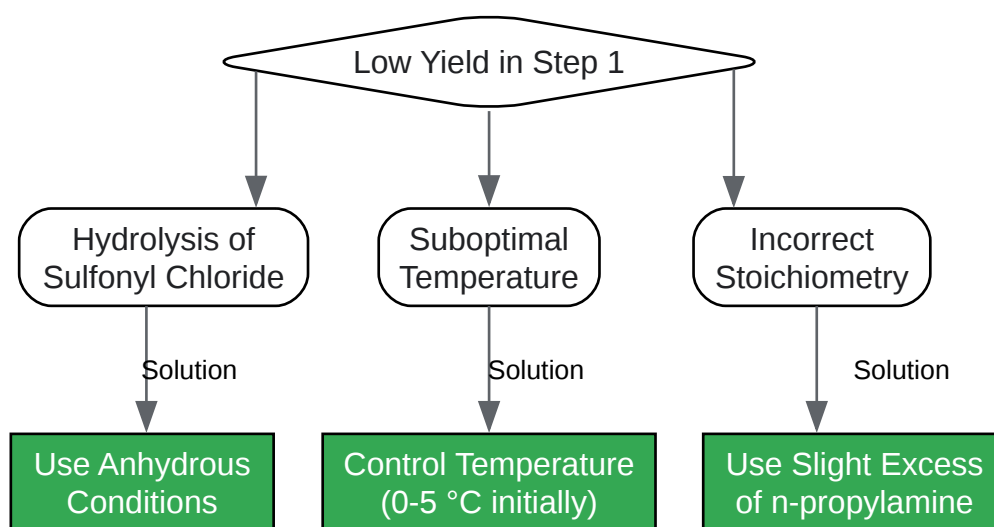 Low Yield in Step 1
Hydrolysis of
Sulfonyl Chloride
Suboptimal
Temperature
Incorrect
Stoichiometry
Solution
Solution
Solution
Use Anhydrous
Conditions
Control Temperature
(0-5 °C initially)
Use Slight Excess
of n-propylamine